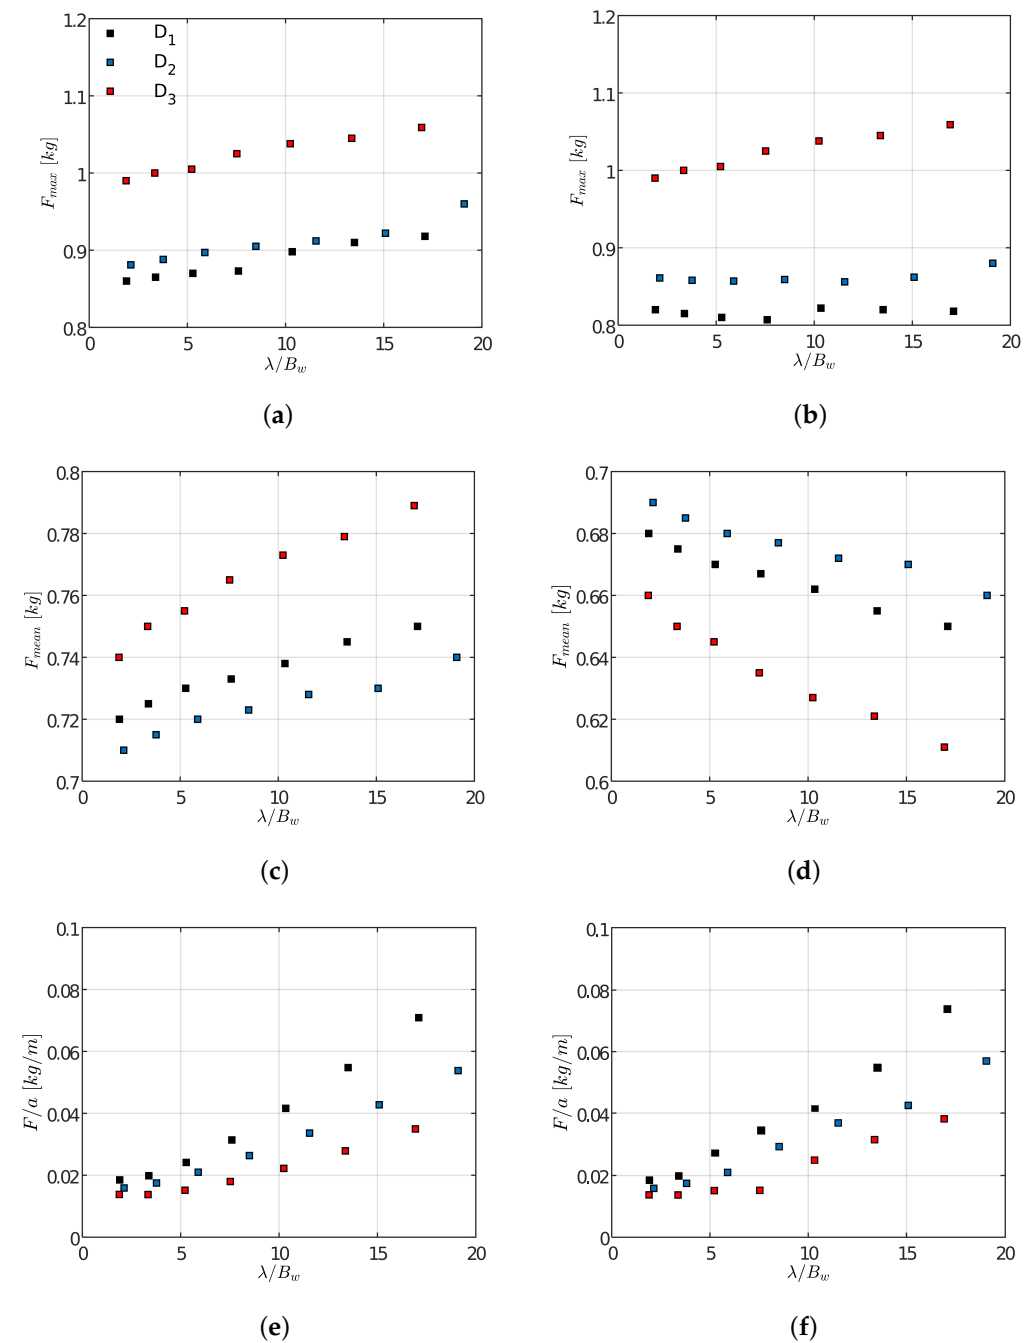 1.2
D1
D2
D3
1.1
1
0.9
0.8
0 5 10 15 20
Fmax [kg]
λ/Bw
(a)
1.2
1.1
1
0.9
0.8
0 5 10 15 20
Fmax [kg]
λ/Bw
(b)
0.8
0.78
0.76
0.74
0.72
0.7
0 5 10 15 20
Fmean [kg]
λ/Bw
(c)
0.7
0.68
0.66
0.64
0.62
0.6
0 5 10 15 20
Fmean [kg]
λ/Bw
(d)
0.1
0.08
0.06
0.04
0.02
0
0 5 10 15 20
F/a [kg/m]
λ/Bw
(e)
0.1
0.08
0.06
0.04
0.02
0
0 5 10 15 20
F/a [kg/m]
λ/Bw
(f)